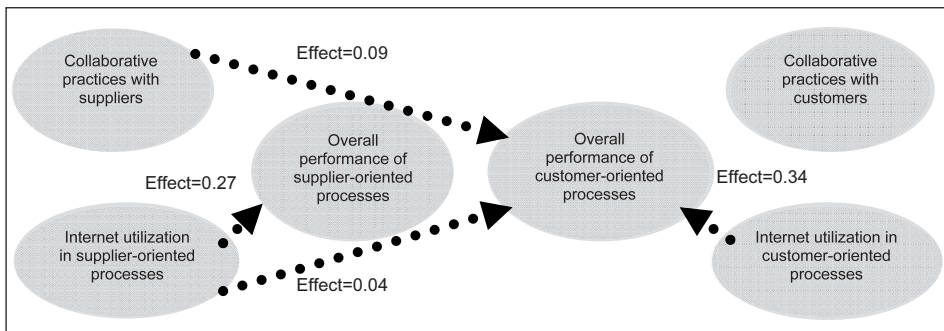 Effect=0.09
Collaborative
practices with
suppliers
Collaborative
practices with
customers
Overall
performance of
supplier-oriented
processes
Overall
performance of
customer-oriented
processes
Effect=0.27
Effect=0.34
Internet utilization
in supplier-oriented
processes
Internet utilization in
customer-oriented
processes
Effect=0.04